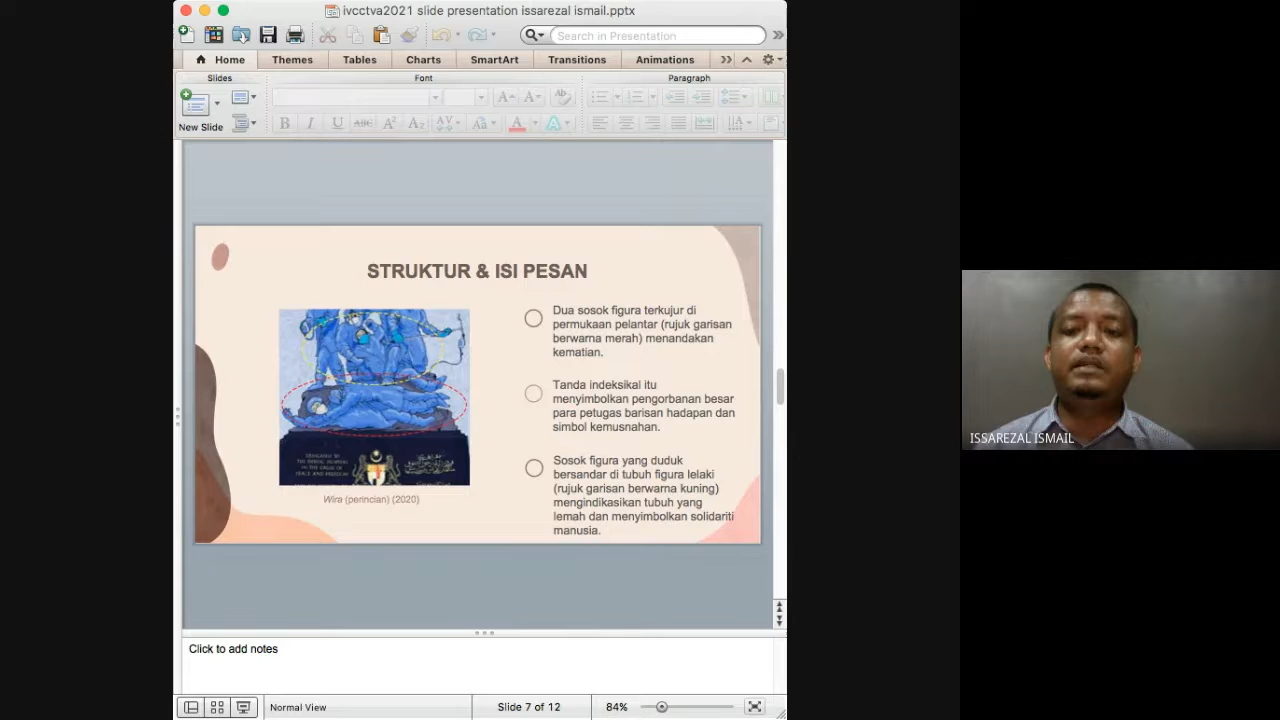 ivcctva2021 slide presentation issarezal ismail.pptx
Search in Presentation
Home
Themes
Tables
Charts
SmartArt
Transitions
Animations
Slides
Font
Paragraph
New Slide
STRUKTUR & ISI PESAN
Wira (perincian) (2020)
Dua sosok figura terkujur di
permukaan pelantar (rujuk garisan
berwarna merah) menandakan
kematian.
Tanda indeksikal itu
menyimbolkan pengorbanan besar
para petugas barisan hadapan dan
simbol kemusnahan.
Sosok figura yang duduk
bersandar di tubuh figura lelaki
(rujuk garisan berwarna kuning)
mengindikasikan tubuh yang
lemah dan menyimbolkan solidariti
manusia.
ISSAREZAL ISMAIL
Click to add notes
Normal View
Slide 7 of 12
84%